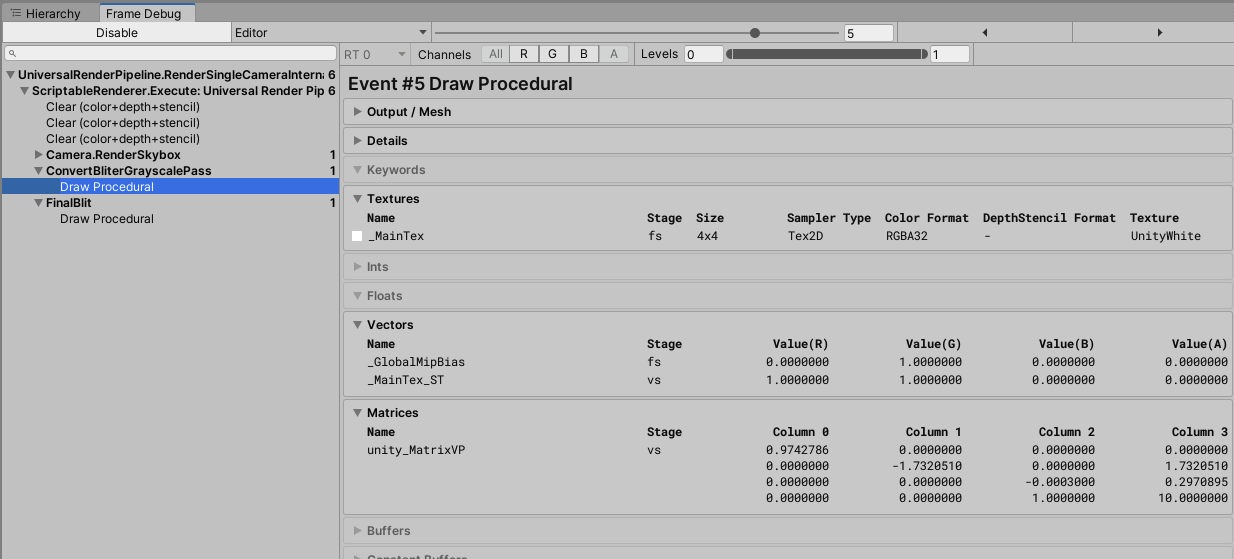 Hierarchy Frame Debug
Disable Editor 5
RT 0 Channels All R G B A Levels 0 1
UniversalRenderPipeline.RenderSingleCameraInterna 6
ScriptableRenderer.Execute: Universal Render Pip 6
Clear (color+depth+stencil)
Clear (color+depth+stencil)
Clear (color+depth+stencil)
Camera.RenderSkybox 1
ConvertBliterGrayscalePass 1
Draw Procedural
FinalBlit 1
Draw Procedural
Event #5 Draw Procedural
Output / Mesh
Details
Keywords
Textures
Name Stage Size Sampler Type Color Format DepthStencil Format Texture
_MainTex fs 4x4 Tex2D RGBA32 - UnityWhite
Ints
Floats
Vectors
Name Stage Value(R) Value(G) Value(B) Value(A)
_GlobalMipBias fs 0.0000000 1.0000000 0.0000000 0.0000000
_MainTex_ST vs 1.0000000 1.0000000 0.0000000 0.0000000
Matrices
Name Stage Column 0 Column 1 Column 2 Column 3
unity_MatrixVP vs 0.9742786 0.0000000 0.0000000 0.0000000
0.0000000 -1.7320510 0.0000000 1.7320510
0.0000000 0.0000000 -0.0003000 0.2970895
0.0000000 0.0000000 1.0000000 10.0000000
Buffers
Constant Buffers